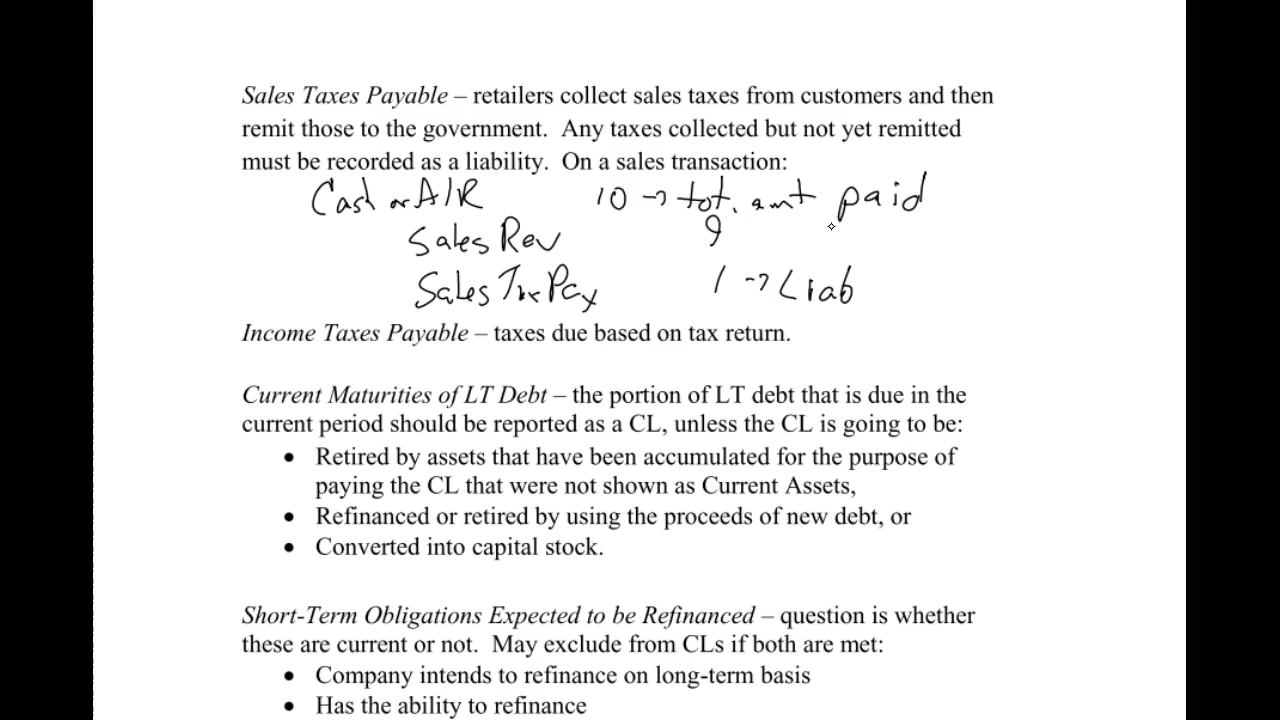 Sales Taxes Payable – retailers collect sales taxes from customers and then
remit those to the government. Any taxes collected but not yet remitted
must be recorded as a liability. On a sales transaction:
Cash or A/R 10 → tot. amt paid
Sales Rev 9
Sales Tax Pay 1 → Liab
Income Taxes Payable – taxes due based on tax return.
Current Maturities of LT Debt – the portion of LT debt that is due in the
current period should be reported as a CL, unless the CL is going to be:
• Retired by assets that have been accumulated for the purpose of
paying the CL that were not shown as Current Assets,
• Refinanced or retired by using the proceeds of new debt, or
• Converted into capital stock.
Short-Term Obligations Expected to be Refinanced – question is whether
these are current or not. May exclude from CLs if both are met:
• Company intends to refinance on long-term basis
• Has the ability to refinance